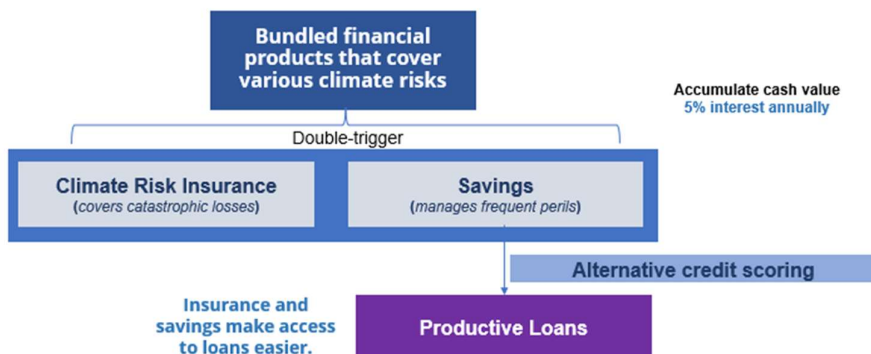 Bundled financial
products that cover
various climate risks
Accumulate cash value
5% interest annually
Double-trigger
Climate Risk Insurance
(covers catastrophic losses)
Savings
(manages frequent perils)
Alternative credit scoring
Insurance and
savings make access
to loans easier.
Productive Loans